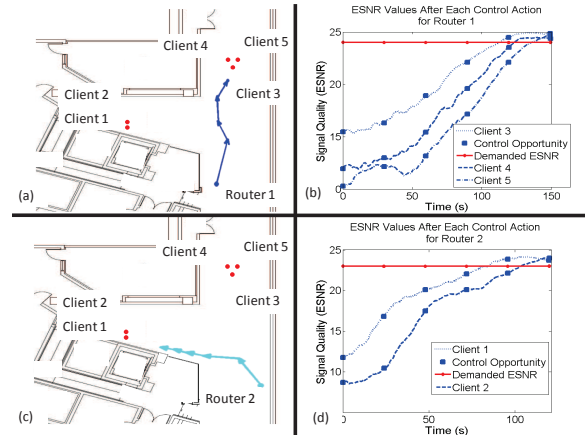 Client 4
Client 5
Client 2
Client 3
Client 1
(a)
Router 1
ESNR Values After Each Control Action
for Router 1
Signal Quality (ESNR)
25
20
15
10
Client 3
Control Opportunity
Demanded ESNR
Client 4
Client 5
0
50
100
150
(b)
Time (s)
Client 4
Client 5
Client 2
Client 3
Client 1
(c)
Router 2
ESNR Values After Each Control Action
for Router 2
Signal Quality (ESNR)
25
20
15
10
Client 1
Control Opportunity
Demanded ESNR
Client 2
0
50
100
(d)
Time (s)